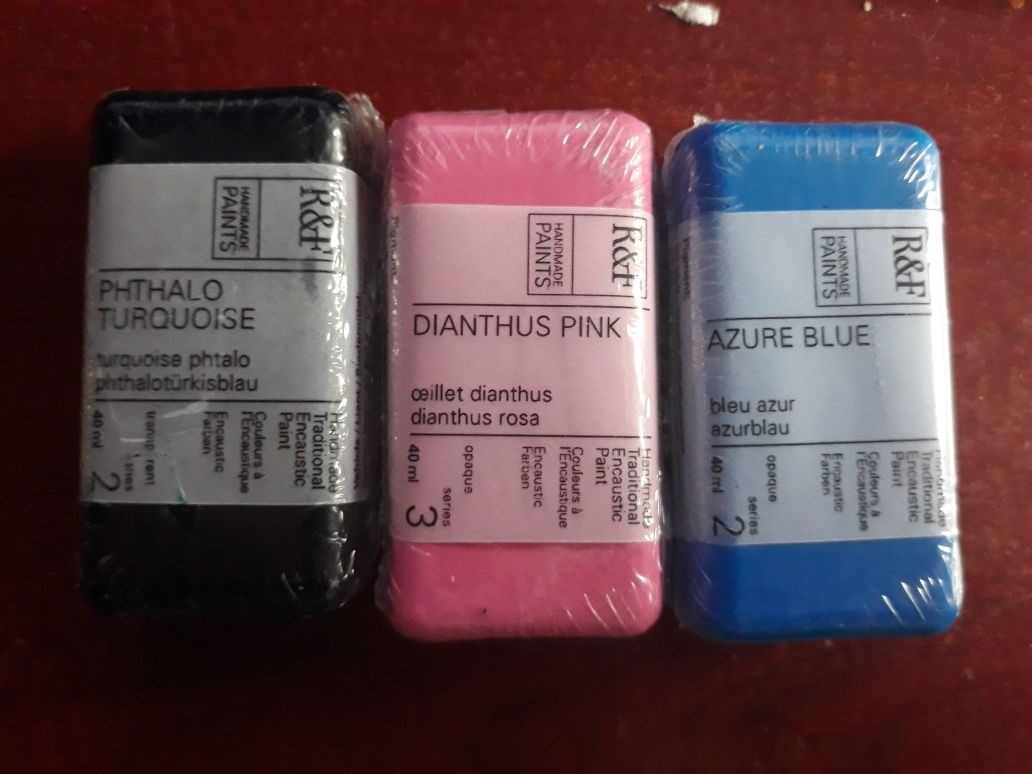 R&F
HANDMADE
PAINTS
PHTHALO
TURQUOISE
turquoise phtalo
phthalotürkisblau
Handmade
Traditional
Encaustic
Paint
Couleurs à
l'Encaustique
Encaustic
Farben
40 ml
series
2
R&F
HANDMADE
PAINTS
DIANTHUS PINK
œillet dianthus
dianthus rosa
Handmade
Traditional
Encaustic
Paint
Couleurs à
l'Encaustique
Encaustic
Farben
opaque
40 ml
series
3
R&F
HANDMADE
PAINTS
AZURE BLUE
bleu azur
azurblau
Handmade
Traditional
Encaustic
Paint
Couleurs à
l'Encaustique
Encaustic
Farben
opaque
40 ml
series
2